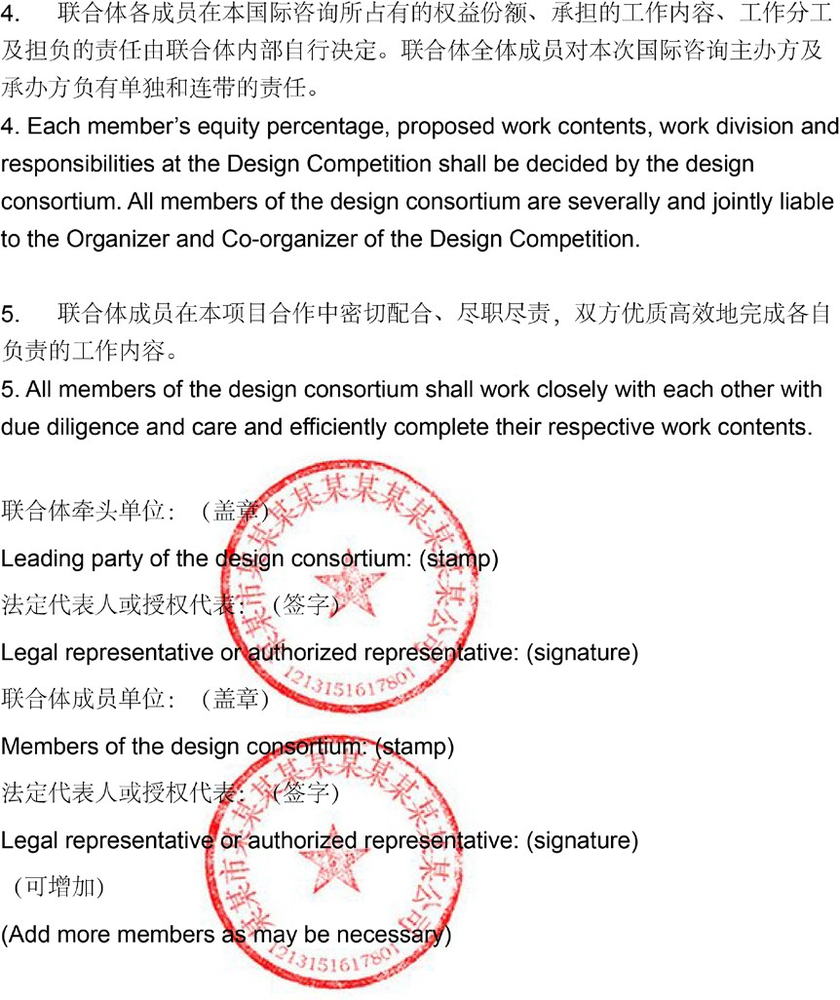 4. 联合体各成员在本国际咨询所占有的权益份额、承担的工作内容、工作分工
及担负的责任由联合体内部自行决定。联合体全体成员对本次国际咨询主办方及
承办方负有单独和连带的责任。
4. Each member’s equity percentage, proposed work contents, work division and
responsibilities at the Design Competition shall be decided by the design
consortium. All members of the design consortium are severally and jointly liable
to the Organizer and Co-organizer of the Design Competition.
5. 联合体成员在本项目合作中密切配合、尽职尽责，双方优质高效地完成各自
负责的工作内容。
5. All members of the design consortium shall work closely with each other with
due diligence and care and efficiently complete their respective work contents.
联合体牵头单位：（盖章）
Leading party of the design consortium: (stamp)
法定代表人或授权代表：（签字）
Legal representative or authorized representative: (signature)
某某市某某某某某某某某某某某公司
1213151617801
联合体成员单位：（盖章）
Members of the design consortium: (stamp)
法定代表人或授权代表：（签字）
Legal representative or authorized representative: (signature)
（可增加）
(Add more members as may be necessary)
某某市某某某某某某某某某某某公司
1213151617801